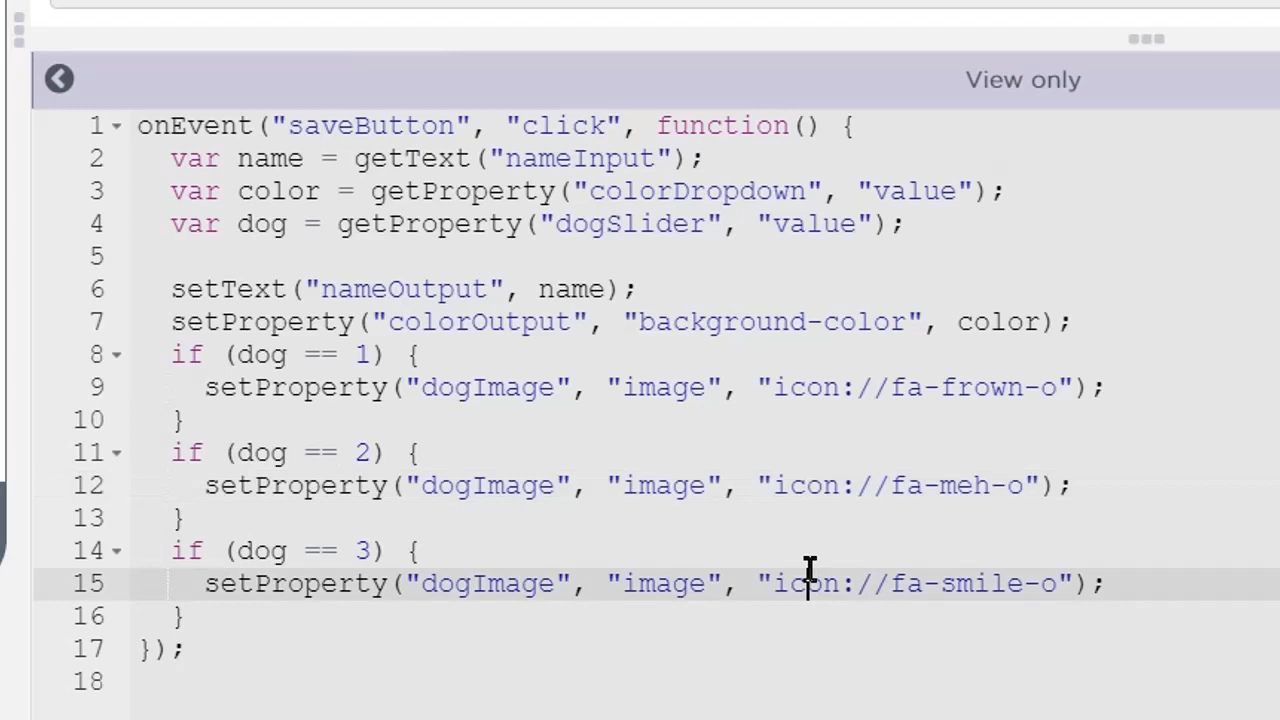 View only
1 onEvent("saveButton", "click", function() {
2 var name = getText("nameInput");
3 var color = getProperty("colorDropdown", "value");
4 var dog = getProperty("dogSlider", "value");
5
6 setText("nameOutput", name);
7 setProperty("colorOutput", "background-color", color);
8 if (dog == 1) {
9 setProperty("dogImage", "image", "icon://fa-frown-o");
10 }
11 if (dog == 2) {
12 setProperty("dogImage", "image", "icon://fa-meh-o");
13 }
14 if (dog == 3) {
15 setProperty("dogImage", "image", "icon://fa-smile-o");
16 }
17 });
18